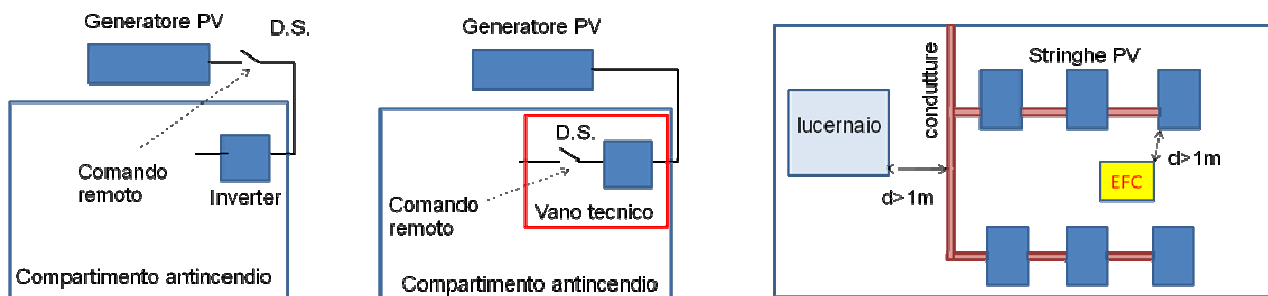 Generatore PV
D.S.
Comando
remoto
Inverter
Compartimento antincendio
Generatore PV
D.S.
Comando
remoto
Vano tecnico
Compartimento antincendio
lucernaio
condutture
Stringhe PV
d>1m
EFC
d>1m